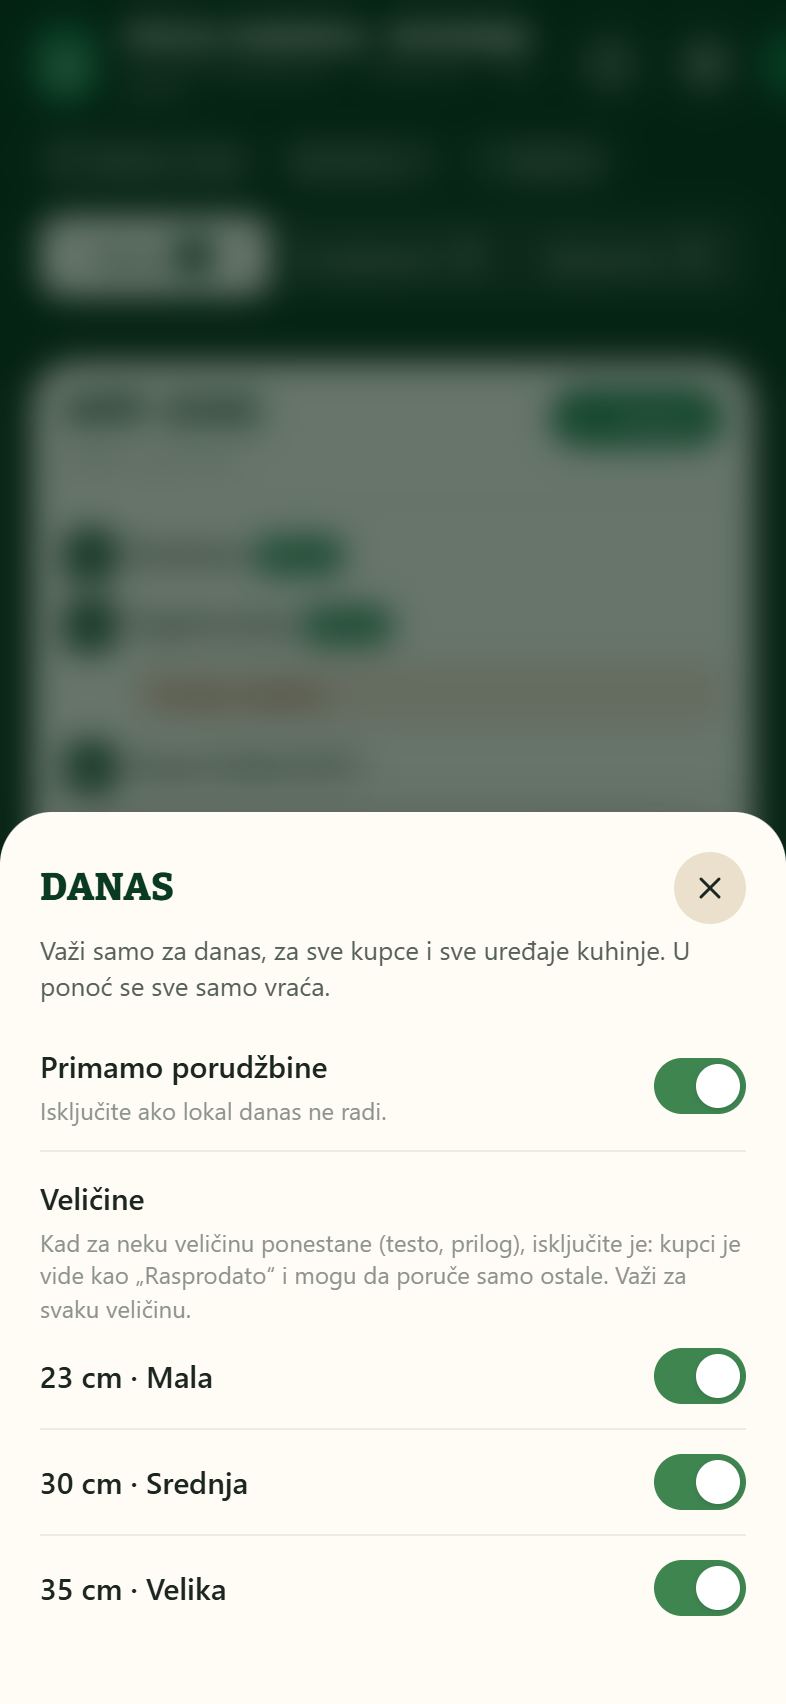 DANAS
Važi samo za danas, za sve kupce i sve uređaje kuhinje. U
ponoć se sve samo vraća.
Primamo porudžbine
Isključite ako lokal danas ne radi.
Veličine
Kad za neku veličinu ponestane (testo, prilog), isključite je: kupci je
vide kao „Rasprodato“ i mogu da poruče samo ostale. Važi za
svaku veličinu.
23 cm · Mala
30 cm · Srednja
35 cm · Velika